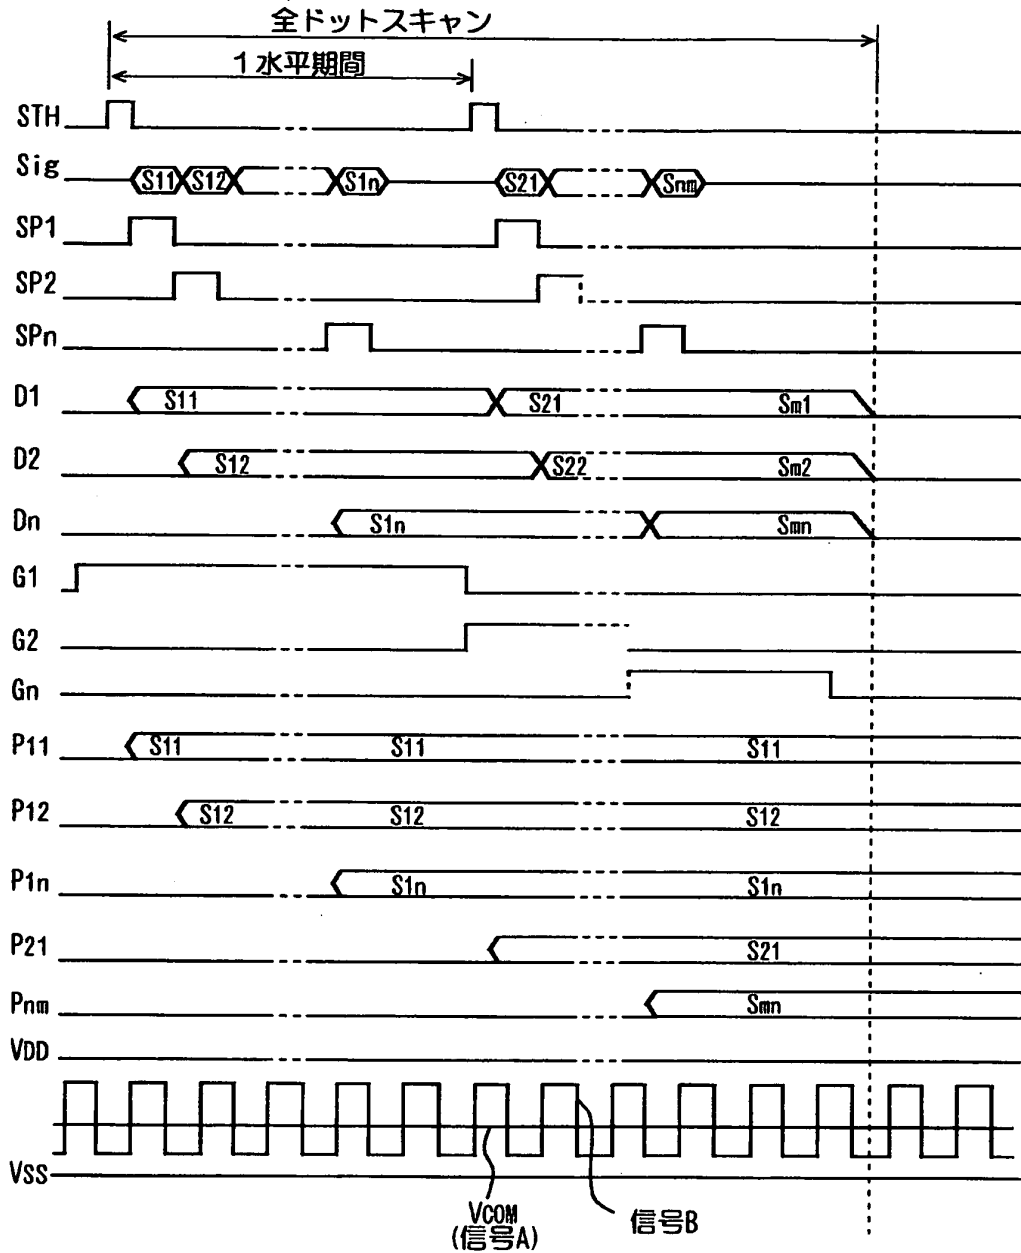 全ドットスキャン
1水平期間
STH
Sig S11 S12 S1n S21 Snm
SP1
SP2
SPn
D1 S11 S21 Sm1
D2 S12 S22 Sm2
Dn S1n Smn
G1
G2
Gn
P11 S11 S11 S11
P12 S12 S12 S12
P1n S1n S1n
P21 S21
Pnm Smn
VDD
VSS
VCOM
(信号A)
信号B